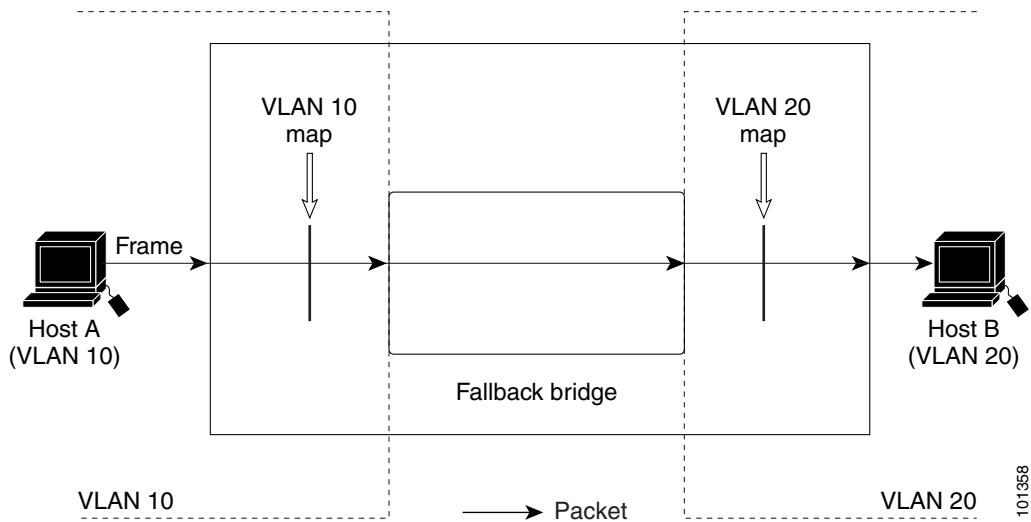 VLAN 10
map
VLAN 20
map
Frame
Host A
(VLAN 10)
Host B
(VLAN 20)
Fallback bridge
VLAN 10
Packet
VLAN 20
101358